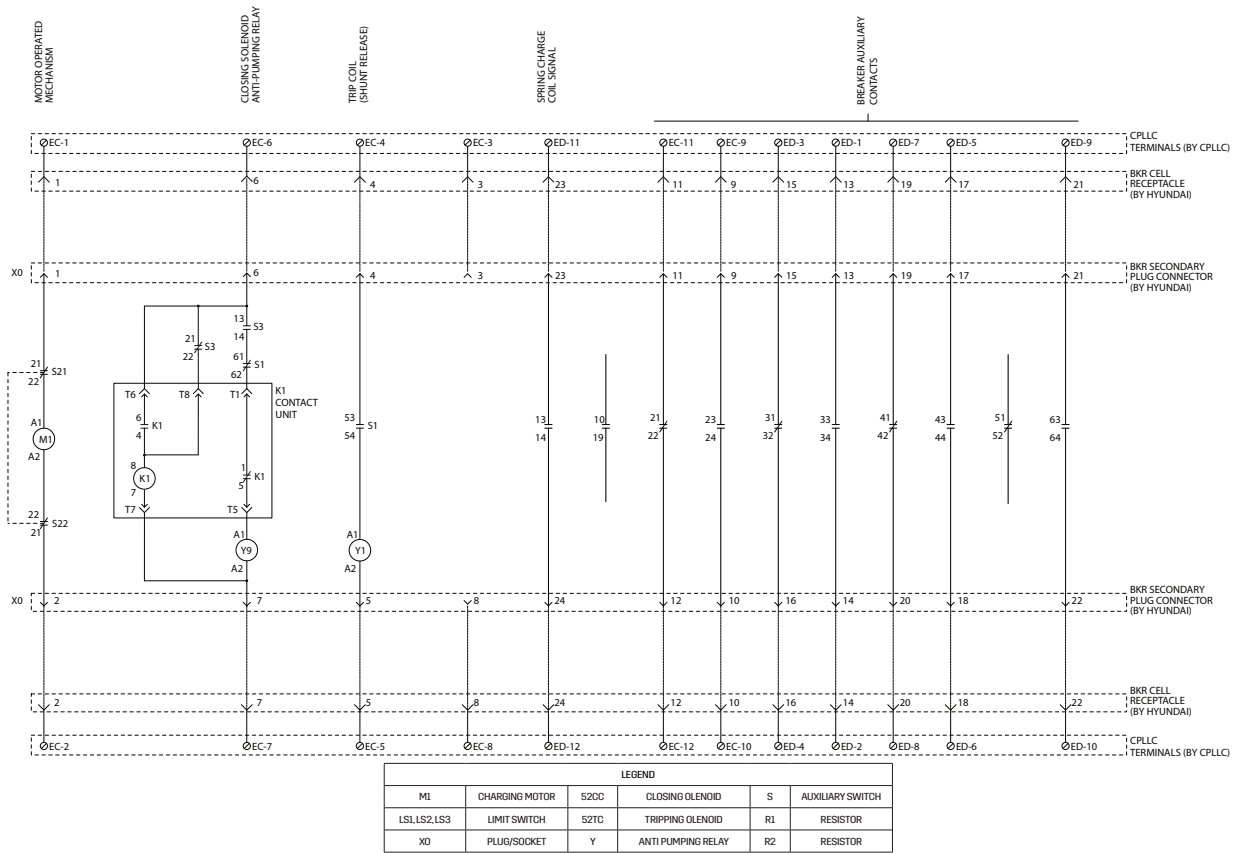 MOTOR OPERATED
MECHANISM
CLOSING SOLENOID
ANTI-PUMPING RELAY
TRIP COIL
(SHUNT RELEASE)
SPRING CHARGE
COIL SIGNAL
BREAKER AUXILIARY
CONTACTS
EC-1 EC-6 EC-4 EC-3 ED-11 EC-11 EC-9 ED-3 ED-1 ED-7 ED-5 ED-9
CPLLC
TERMINALS (BY CPLLC)
1 6 4 3 23 11 9 15 13 19 17 21
BKR CELL
RECEPTACLE
(BY HYUNDAI)
X0 1 6 4 3 23 11 9 15 13 19 17 21
BKR SECONDARY
PLUG CONNECTOR
(BY HYUNDAI)
13
S3
14
21
S3
22
61
S1
62
21
S21
22
K1
CONTACT
UNIT
T6 T8 T1
6
K1
4
8
K1
7
1
K1
5
T7 T5
A1
M1
A2
22
S22
21
A1
Y9
A2
53
S1
54
A1
Y1
A2
13
14
10
19
21
22
23
24
31
32
33
34
41
42
43
44
51
52
63
64
X0 2 7 5 8 24 12 10 16 14 20 18 22
BKR SECONDARY
PLUG CONNECTOR
(BY HYUNDAI)
2 7 5 8 24 12 10 16 14 20 18 22
BKR CELL
RECEPTACLE
(BY HYUNDAI)
EC-2 EC-7 EC-5 EC-8 ED-12 EC-12 EC-10 ED-4 ED-2 ED-8 ED-6 ED-10
CPLLC
TERMINALS (BY CPLLC)
LEGEND
M1 CHARGING MOTOR 52CC CLOSING OLENOID S AUXILIARY SWITCH
LS1,LS2,LS3 LIMIT SWITCH 52TC TRIPPING OLENOID R1 RESISTOR
XO PLUG/SOCKET Y ANTI PUMPING RELAY R2 RESISTOR